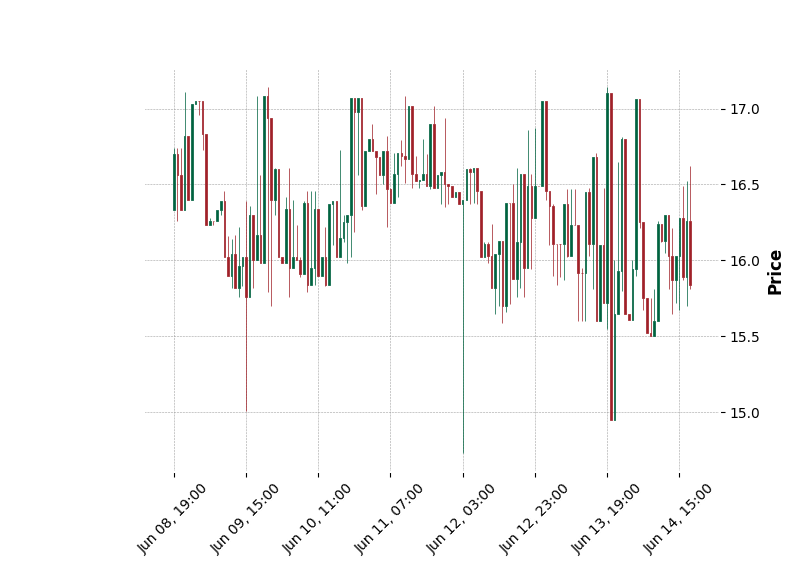 17.0
16.5
16.0
15.5
15.0
Price
Jun 08, 19:00
Jun 09, 15:00
Jun 10, 11:00
Jun 11, 07:00
Jun 12, 03:00
Jun 12, 23:00
Jun 13, 19:00
Jun 14, 15:00